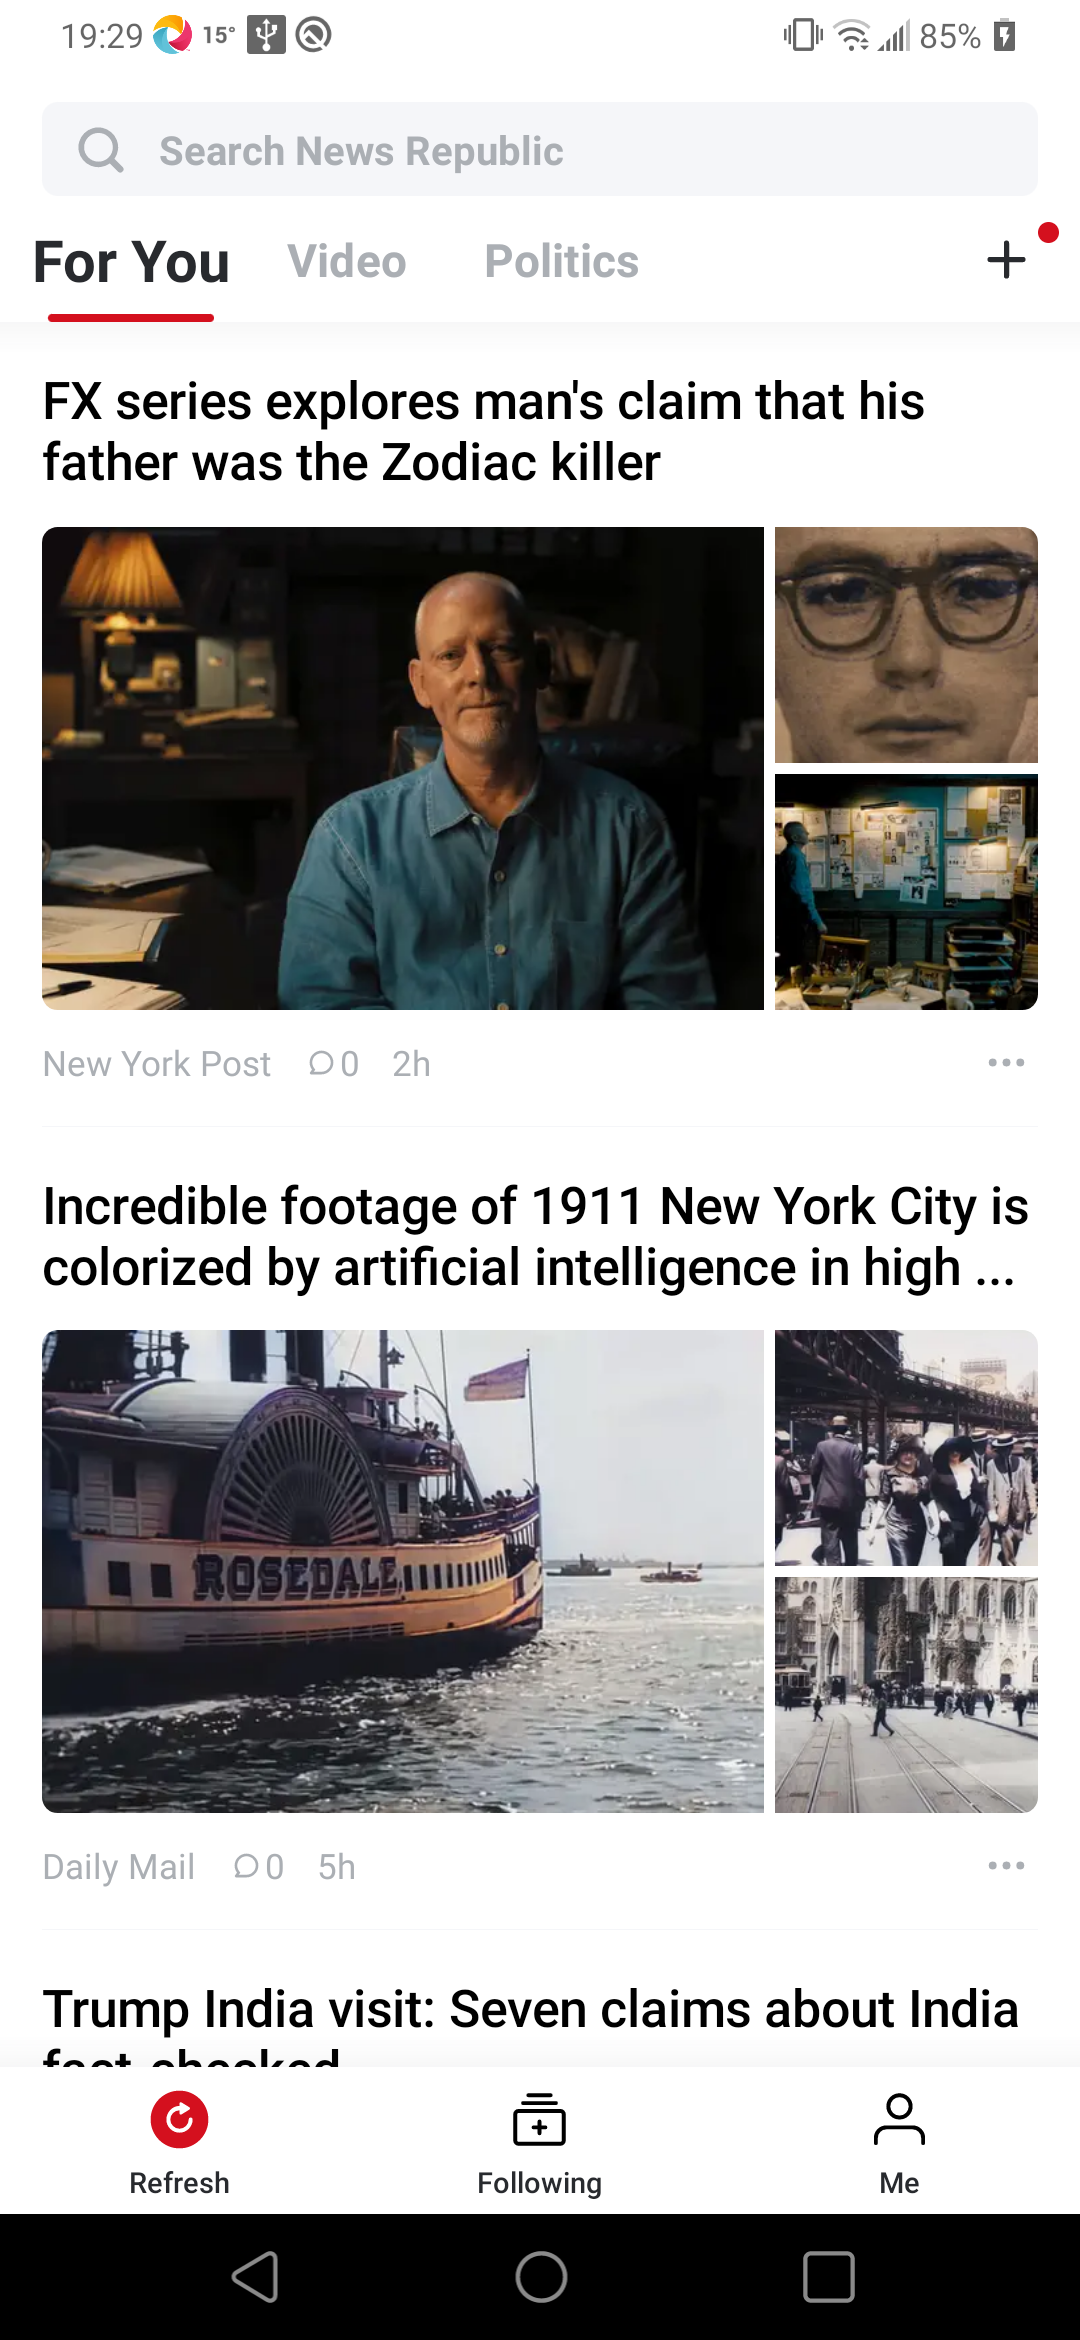 19:29 15° 85%
Search News Republic
For You Video Politics
FX series explores man's claim that his
father was the Zodiac killer
New York Post 0 2h
Incredible footage of 1911 New York City is
colorized by artificial intelligence in high ...
ROSEDALE
Daily Mail 0 5h
Trump India visit: Seven claims about India
fact-checked
Refresh Following Me